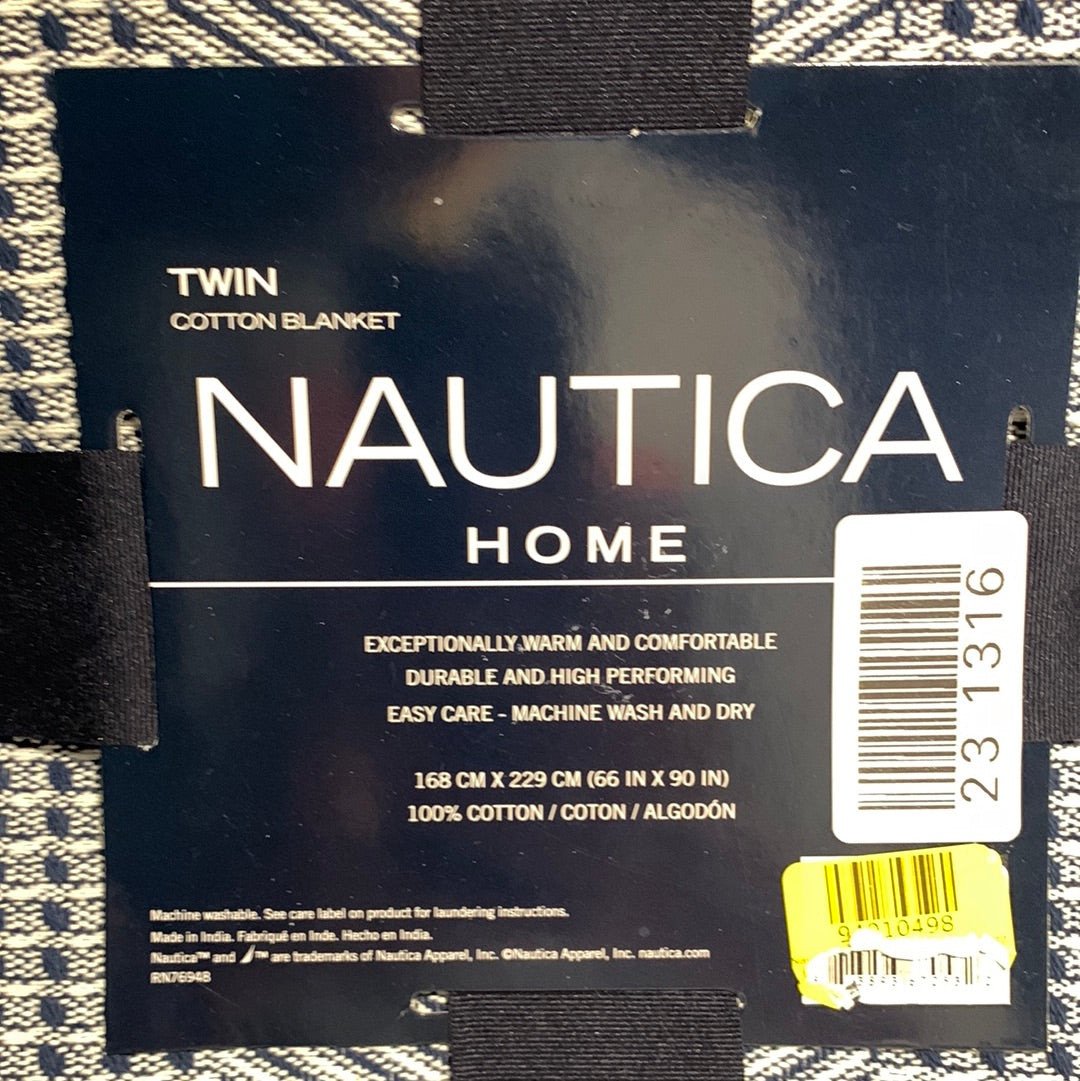 TWIN
COTTON BLANKET
NAUTICA
HOME
EXCEPTIONALLY WARM AND COMFORTABLE
DURABLE AND HIGH PERFORMING
EASY CARE - MACHINE WASH AND DRY
168 CM X 229 CM (66 IN X 90 IN)
100% COTTON / COTON / ALGODÓN
23 1316
Machine washable. See care label on product for laundering instructions.
Made in India. Fabriqué en Inde. Hecho en India.
Nautica™ and ™ are trademarks of Nautica Apparel, Inc. ©Nautica Apparel, Inc. nautica.com
RN76948